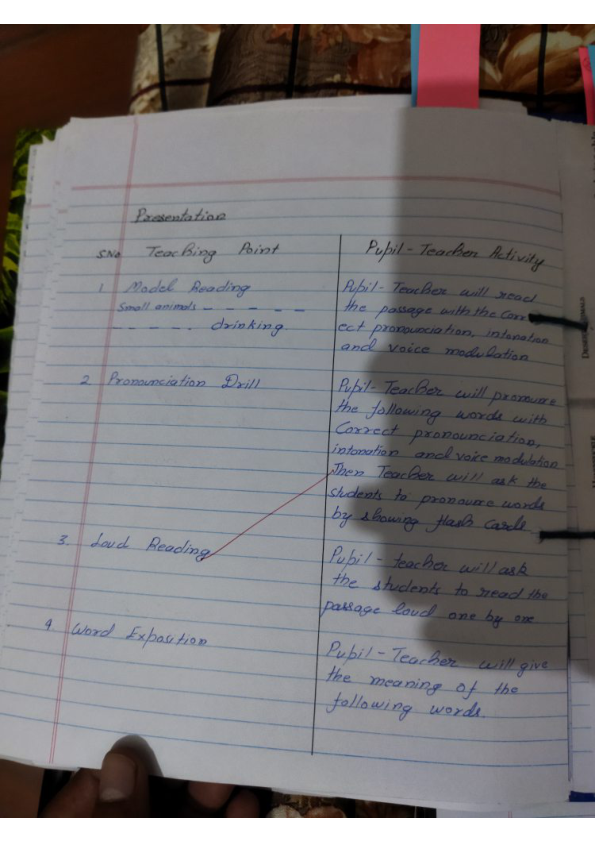 Presentation
S.No Teaching Point
Pupil-Teacher Activity
1 Model Reading
Small animals - - - - - -
- - - - - . drinking
Pupil-Teacher will read
the passage with the Corr
ect pronounciation, intonation
and voice modulation
2 Pronounciation Drill
Pupil-Teacher will pronounce
the following words with
Correct pronounciation,
intonation and voice modulation
Then Teacher will ask the
students to pronounce words
by showing flash Cards
3. Loud Reading
Pupil-teacher will ask
the students to read the
passage loud one by one
4. Word Exposition
Pupil-Teacher will give
the meaning of the
following words.